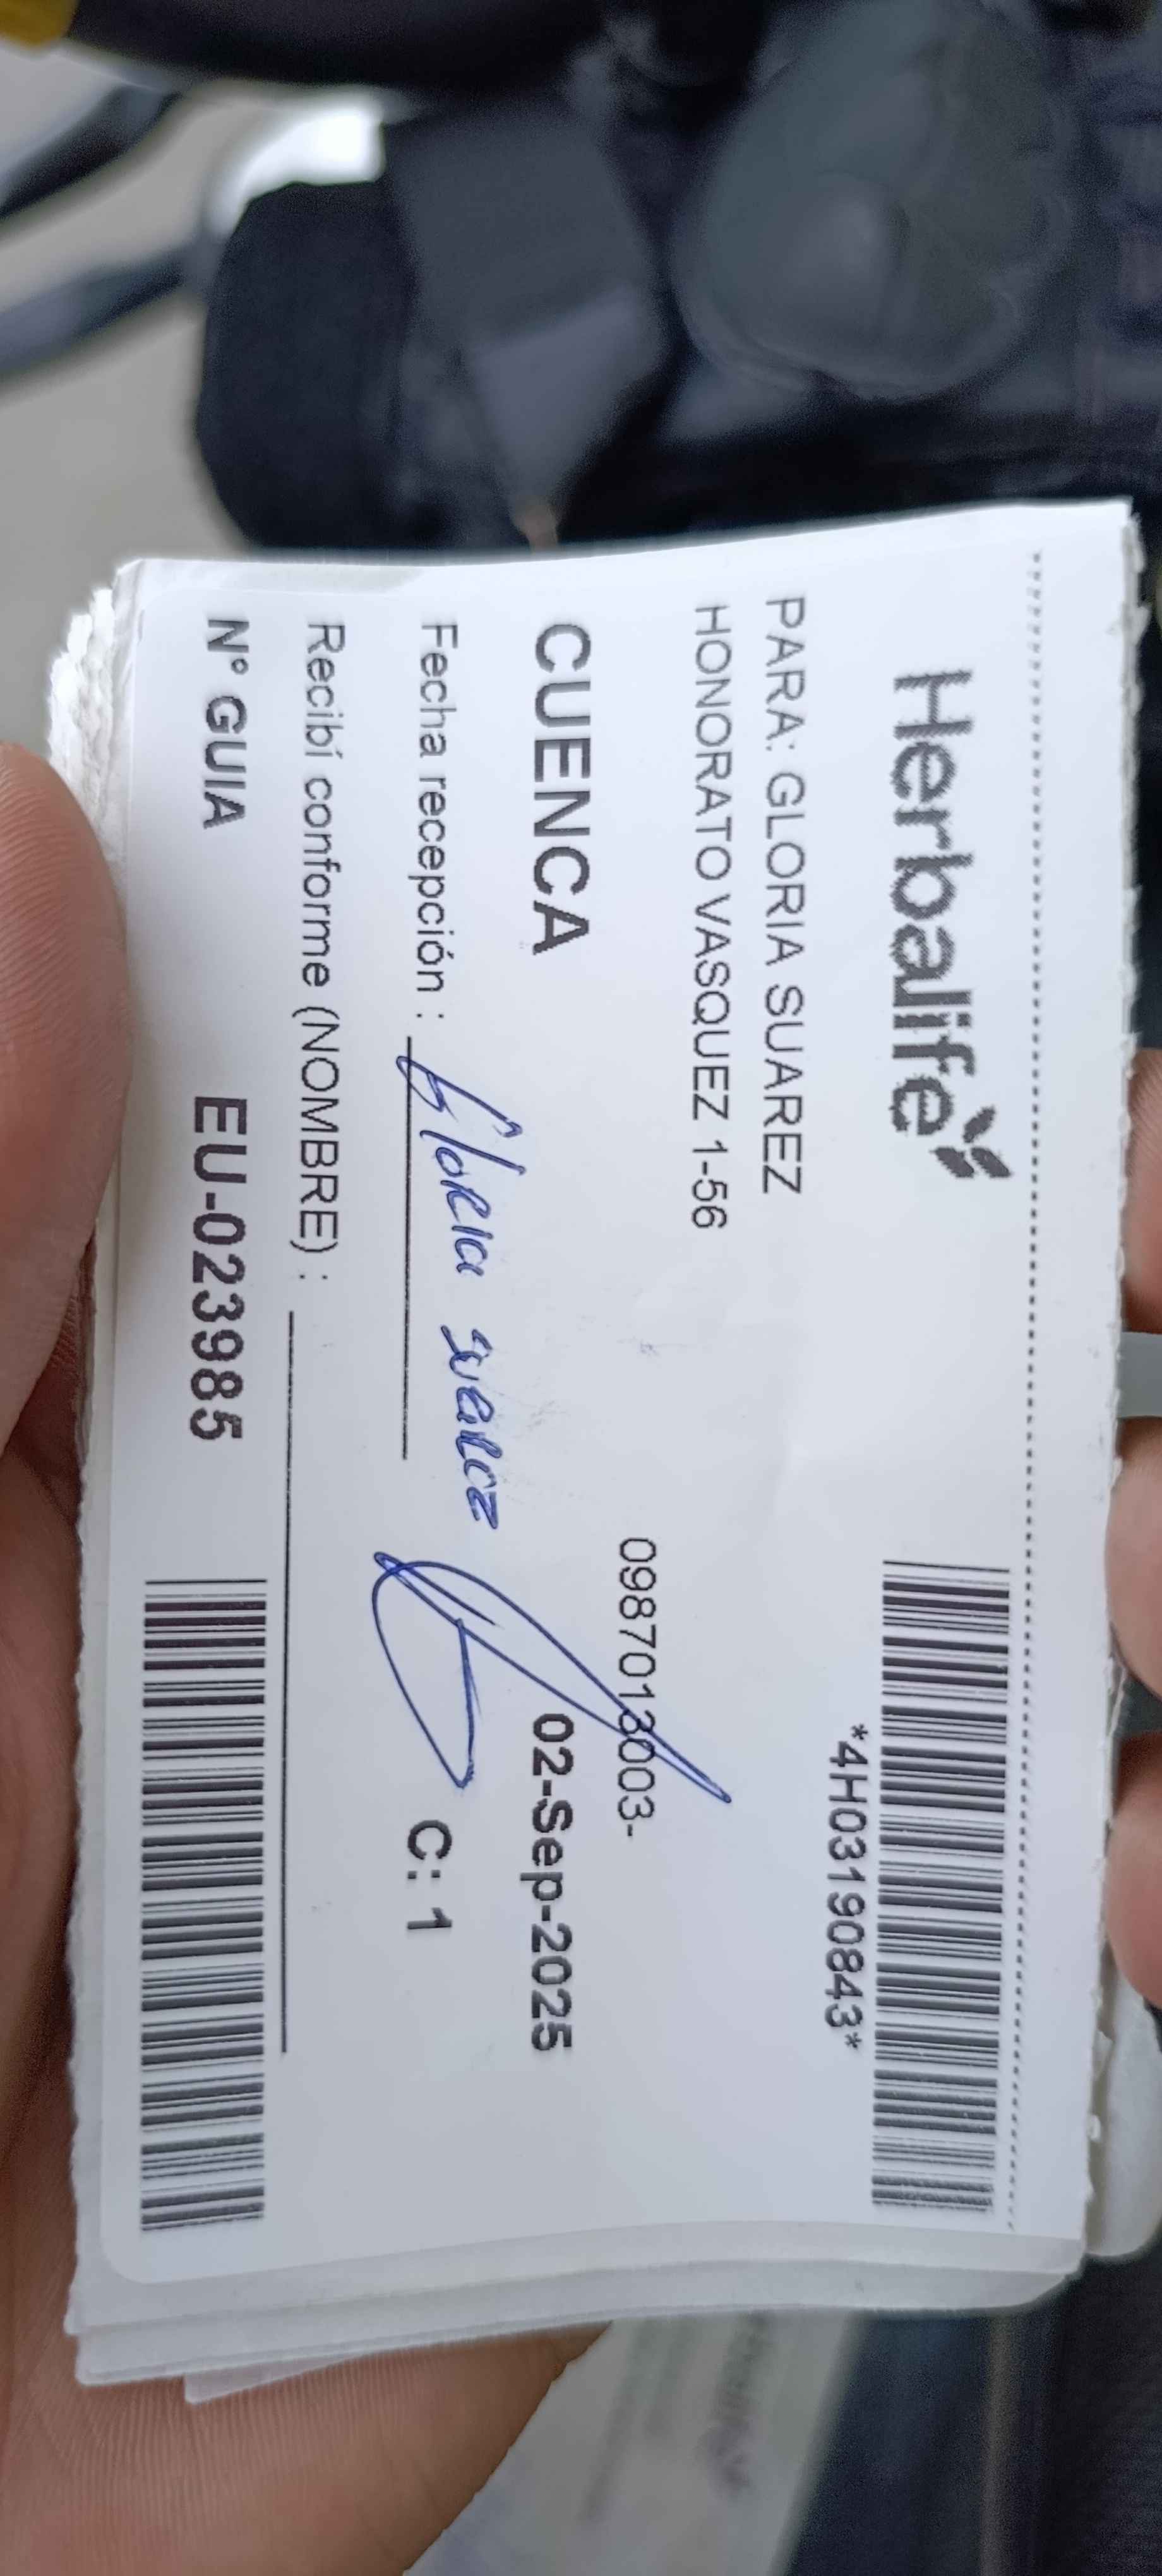 Herbalife
*4H03190843*
PARA: GLORIA SUAREZ
HONORATO VASQUEZ 1-56
0987013003-
CUENCA
02-Sep-2025
Fecha recepción : Gloria suarez
C: 1
Recibí conforme (NOMBRE) :
N° GUIA EU-023985